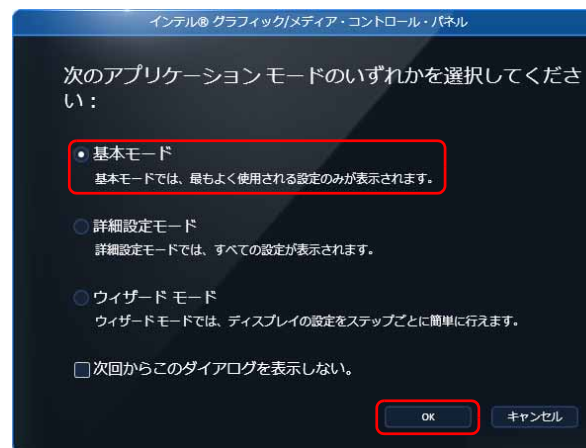 インテル® グラフィック/メディア・コントロール・パネル
次のアプリケーション モードのいずれかを選択してくださ
い：
基本モード
基本モードでは、最もよく使用される設定のみが表示されます。
詳細設定モード
詳細設定モードでは、すべての設定が表示されます。
ウィザード モード
ウィザード モードでは、ディスプレイの設定をステップごとに簡単に行えます。
次回からこのダイアログを表示しない。
OK
キャンセル